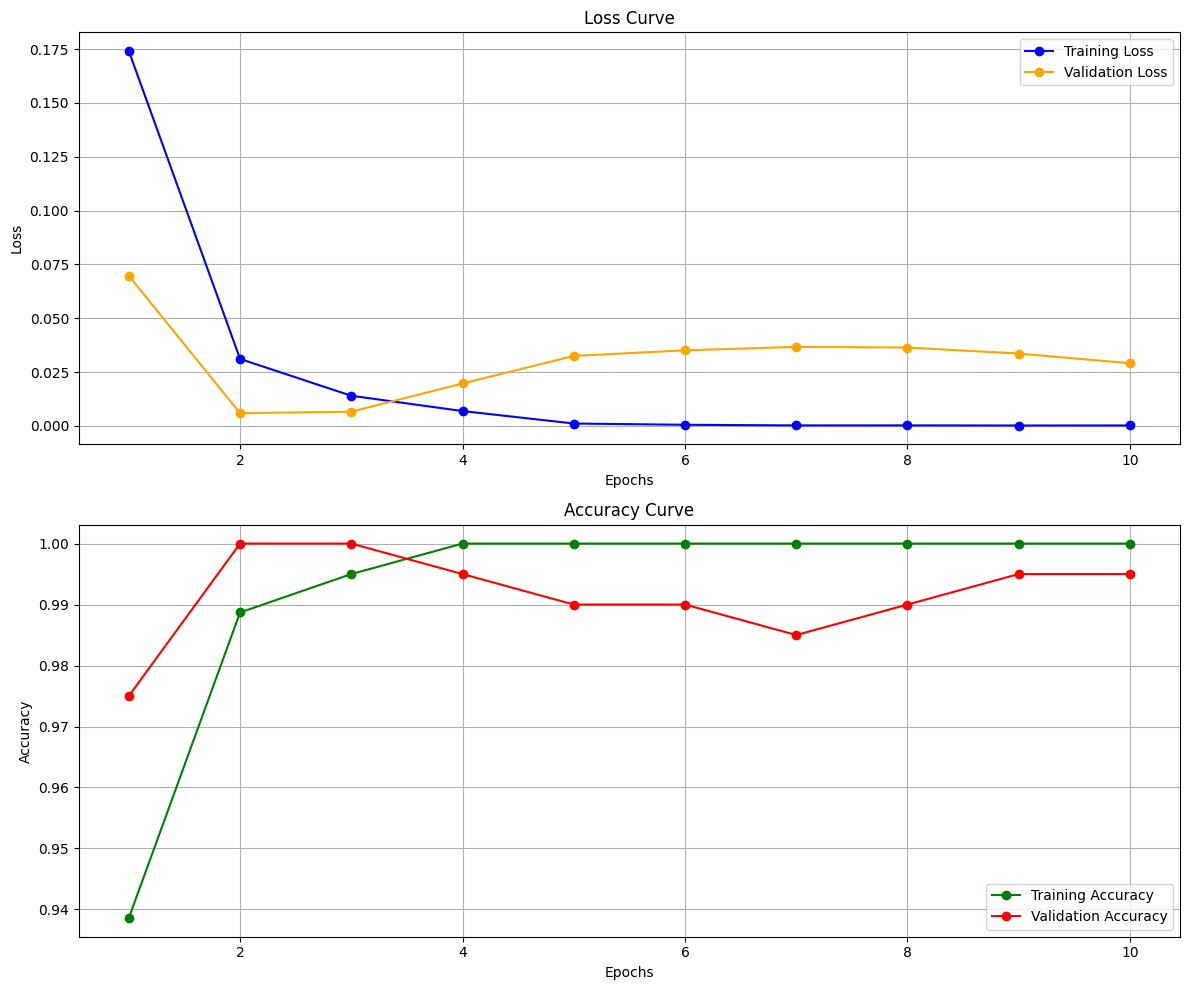 Loss Curve
0.175
0.150
0.125
0.100
0.075
0.050
0.025
0.000
Loss
Training Loss
Validation Loss
2 4 6 8 10
Epochs
Accuracy Curve
1.00
0.99
0.98
0.97
0.96
0.95
0.94
Accuracy
Training Accuracy
Validation Accuracy
2 4 6 8 10
Epochs